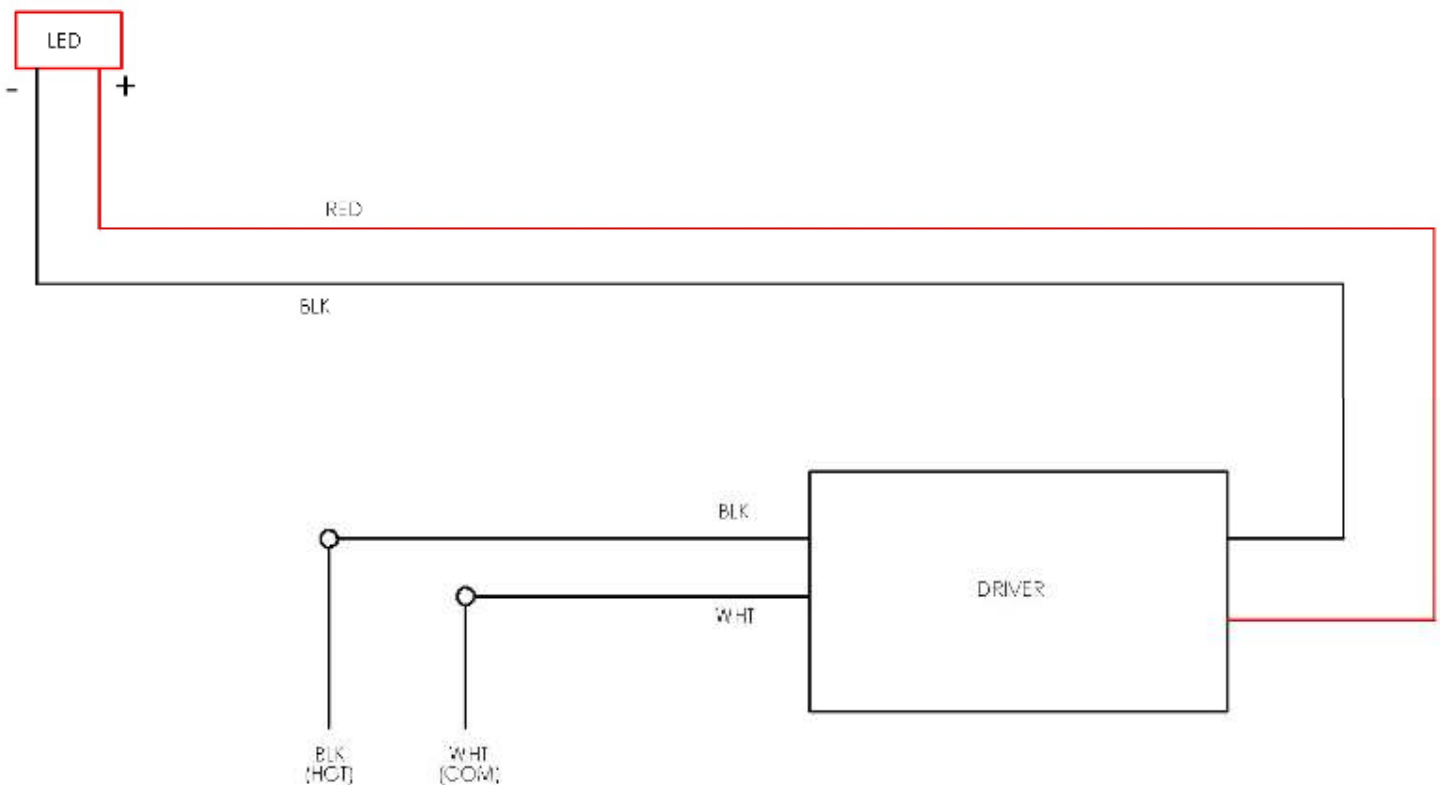 LED
- +
RED
BLK
BLK
DRIVER
WHT
BLK
(HOT)
WHT
(COM)